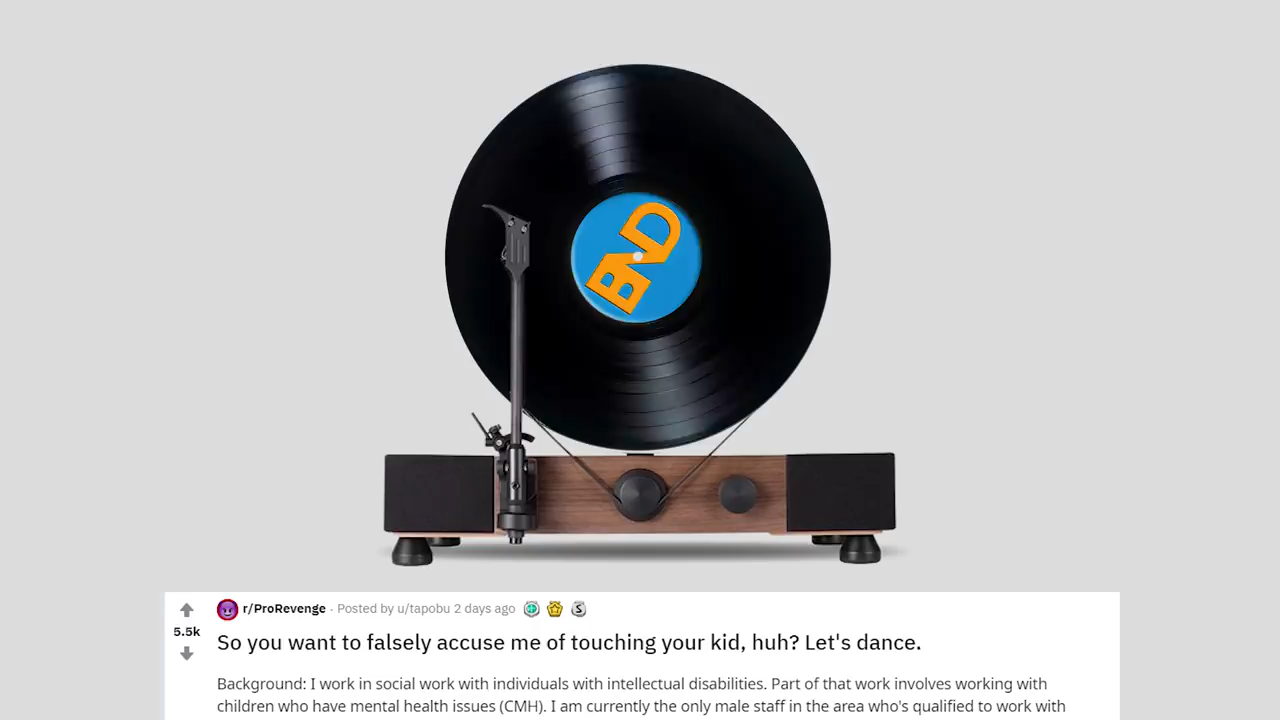 BND
r/ProRevenge · Posted by u/tapobu 2 days ago
5.5k
So you want to falsely accuse me of touching your kid, huh? Let's dance.
Background: I work in social work with individuals with intellectual disabilities. Part of that work involves working with
children who have mental health issues (CMH). I am currently the only male staff in the area who's qualified to work with